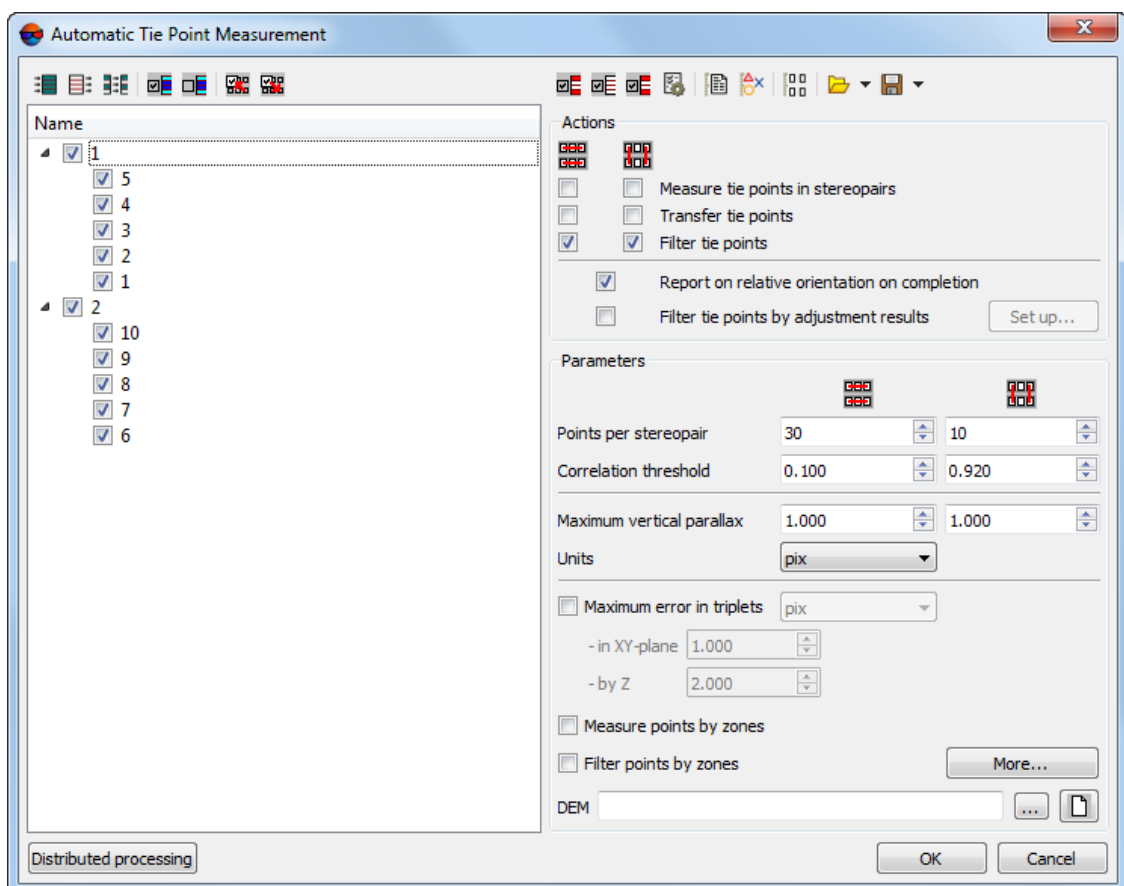 Automatic Tie Point Measurement
Name
1
5
4
3
2
1
2
10
9
8
7
6
Actions
Measure tie points in stereopairs
Transfer tie points
Filter tie points
Report on relative orientation on completion
Filter tie points by adjustment results Set up...
Parameters
Points per stereopair 30 10
Correlation threshold 0.100 0.920
Maximum vertical parallax 1.000 1.000
Units pix
Maximum error in triplets pix
- in XY-plane 1.000
- by Z 2.000
Measure points by zones
Filter points by zones More...
DEM ...
Distributed processing OK Cancel